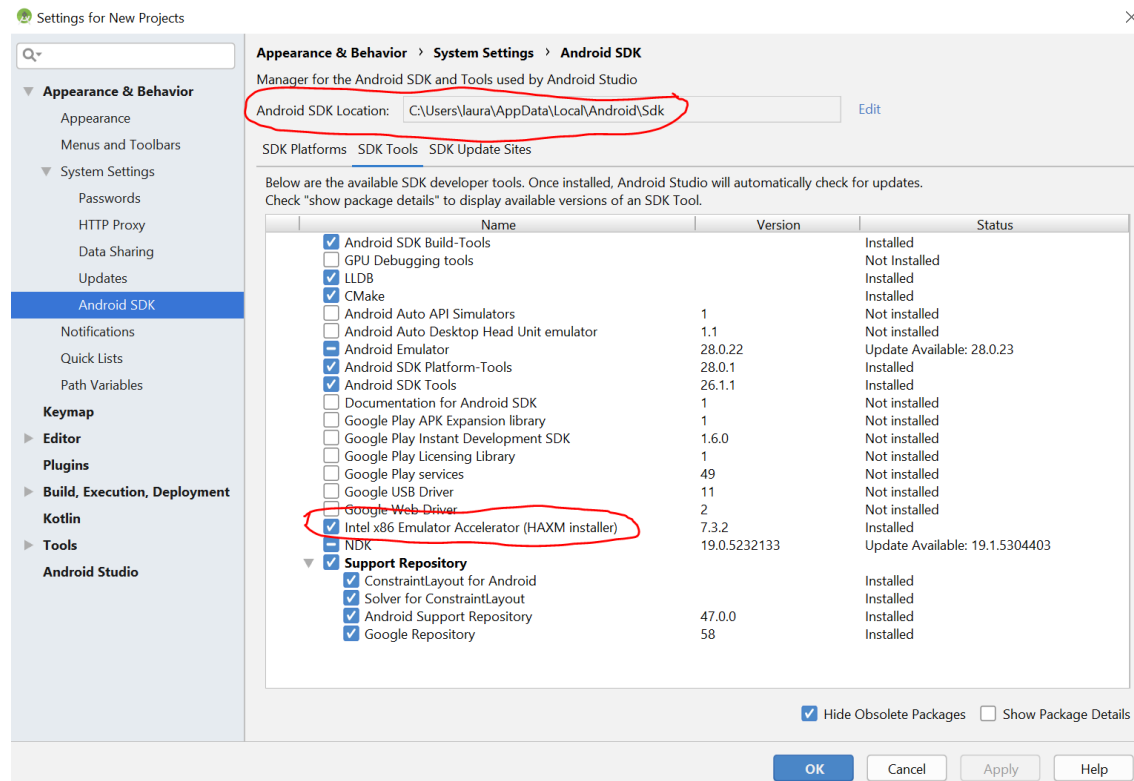 Settings for New Projects
Appearance & Behavior
Appearance
Menus and Toolbars
System Settings
Passwords
HTTP Proxy
Data Sharing
Updates
Android SDK
Notifications
Quick Lists
Path Variables
Keymap
Editor
Plugins
Build, Execution, Deployment
Kotlin
Tools
Android Studio
Appearance & Behavior › System Settings › Android SDK
Manager for the Android SDK and Tools used by Android Studio
Android SDK Location: C:\Users\laura\AppData\Local\Android\Sdk Edit
SDK Platforms SDK Tools SDK Update Sites
Below are the available SDK developer tools. Once installed, Android Studio will automatically check for updates.
Check "show package details" to display available versions of an SDK Tool.
Name Version Status
Android SDK Build-Tools Installed
GPU Debugging tools Not Installed
LLDB Installed
CMake Installed
Android Auto API Simulators 1 Not installed
Android Auto Desktop Head Unit emulator 1.1 Not installed
Android Emulator 28.0.22 Update Available: 28.0.23
Android SDK Platform-Tools 28.0.1 Installed
Android SDK Tools 26.1.1 Installed
Documentation for Android SDK 1 Not installed
Google Play APK Expansion library 1 Not installed
Google Play Instant Development SDK 1.6.0 Not installed
Google Play Licensing Library 1 Not installed
Google Play services 49 Not installed
Google USB Driver 11 Not installed
Google Web Driver 2 Not installed
Intel x86 Emulator Accelerator (HAXM installer) 7.3.2 Installed
NDK 19.0.5232133 Update Available: 19.1.5304403
Support Repository
ConstraintLayout for Android Installed
Solver for ConstraintLayout Installed
Android Support Repository 47.0.0 Installed
Google Repository 58 Installed
Hide Obsolete Packages Show Package Details
OK Cancel Apply Help